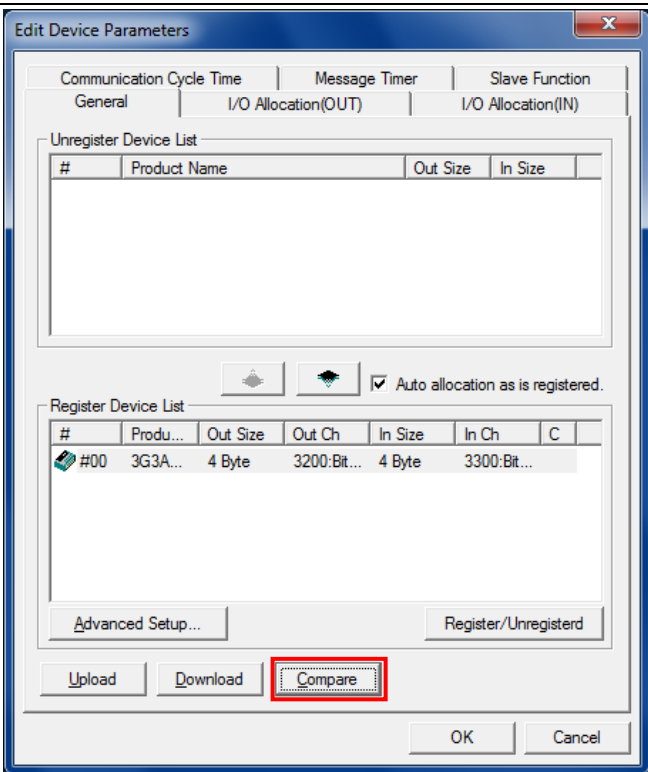 Edit Device Parameters
Communication Cycle Time Message Timer Slave Function
General I/O Allocation(OUT) I/O Allocation(IN)
Unregister Device List
# Product Name Out Size In Size
Auto allocation as is registered.
Register Device List
# Produ... Out Size Out Ch In Size In Ch C
#00 3G3A... 4 Byte 3200:Bit... 4 Byte 3300:Bit...
Advanced Setup... Register/Unregisterd
Upload Download Compare
OK Cancel